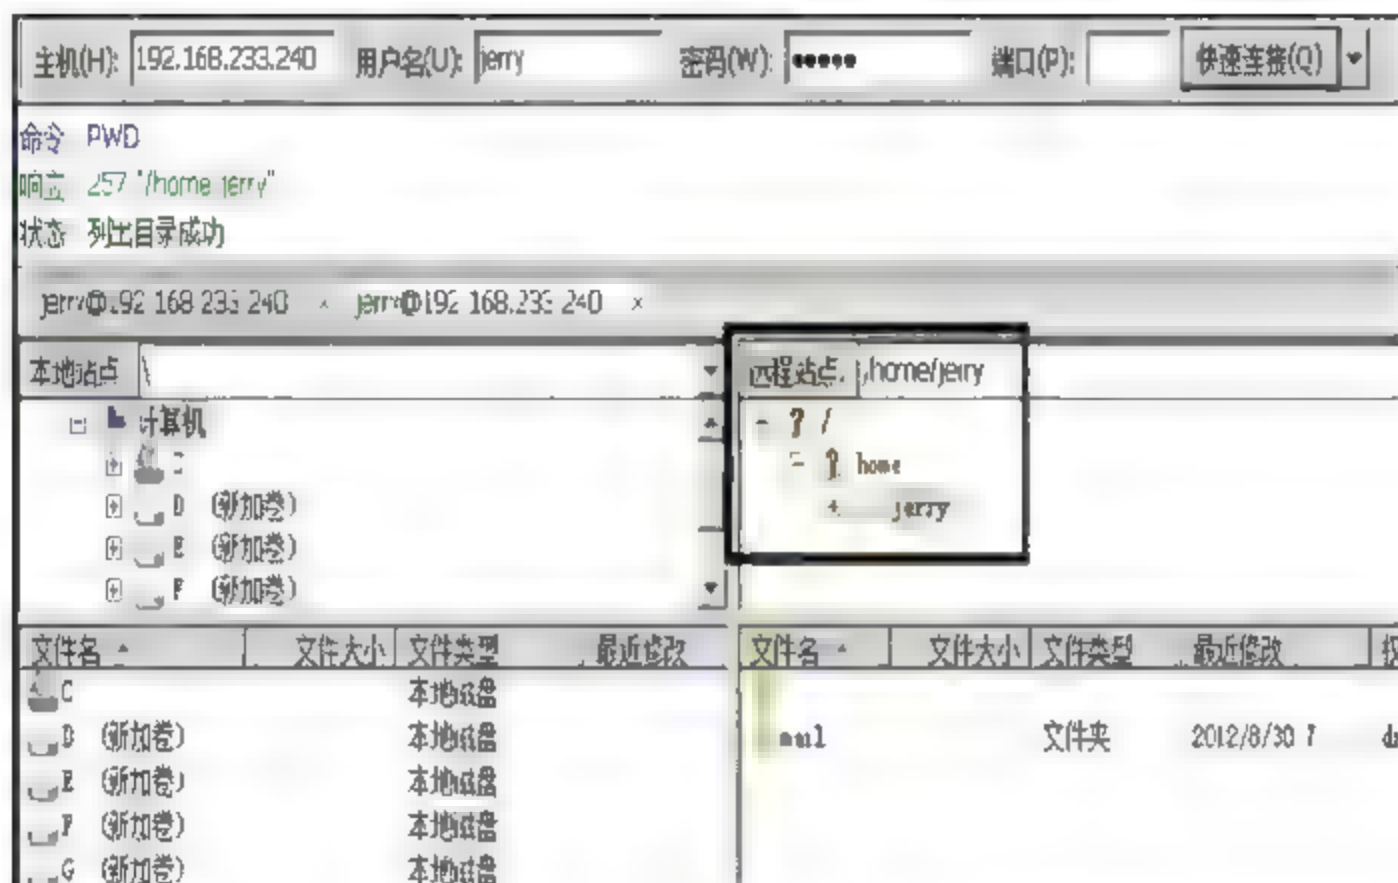 主机(H): 192.168.233.240 用户名(U): jerry 密码(W): ●●●●● 端口(P): 快速连接(Q)
命令 PWD
响应 257 "/home/jerry"
状态 列出目录成功
jerry@192.168.233.240 × jerry@192.168.233.240 ×
本地站点 \ 远程站点: /home/jerry
计算机 /
home
D (新加卷) jerry
E (新加卷)
F (新加卷)
文件名 文件大小 文件类型 最近修改 文件名 文件大小 文件类型 最近修改
C 本地磁盘
D (新加卷) 本地磁盘 mail 文件夹 2012/8/30
E (新加卷) 本地磁盘
F (新加卷) 本地磁盘
G (新加卷) 本地磁盘